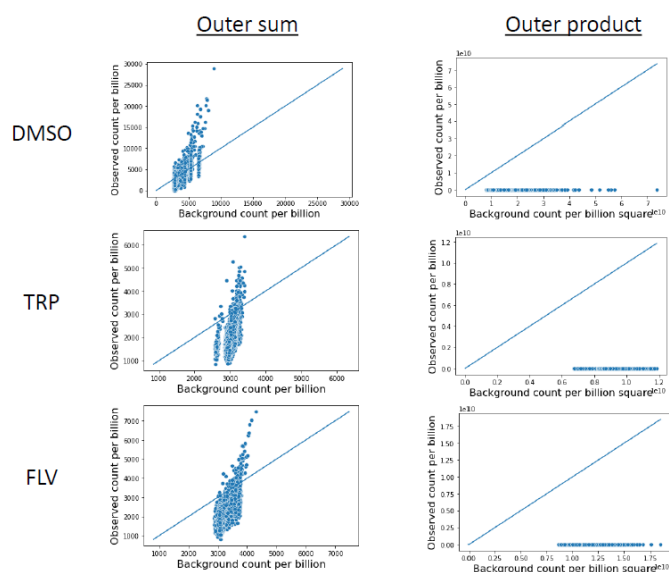 Outer sum
Outer product
DMSO
Observed count per billion
30000
25000
20000
15000
10000
5000
0
0 5000 10000 15000 20000 25000 30000
Background count per billion
1e10
Observed count per billion
7
6
5
4
3
2
1
0
0 1 2 3 4 5 6 7
Background count per billion square
1e10
TRP
Observed count per billion
6000
5000
4000
3000
2000
1000
1000 2000 3000 4000 5000 6000
Background count per billion
1e10
Observed count per billion
1.2
1.0
0.8
0.6
0.4
0.2
0.0
0.0 0.2 0.4 0.6 0.8 1.0 1.2
Background count per billion square
1e10
FLV
Observed count per billion
7000
6000
5000
4000
3000
2000
1000
1000 2000 3000 4000 5000 6000 7000
Background count per billion
Observed count per billion
1.75
1.50
1.25
1.00
0.75
0.50
0.25
0.00
0.00 0.25 0.50 0.75 1.00 1.25 1.50 1.75
Background count per billion square
1e10